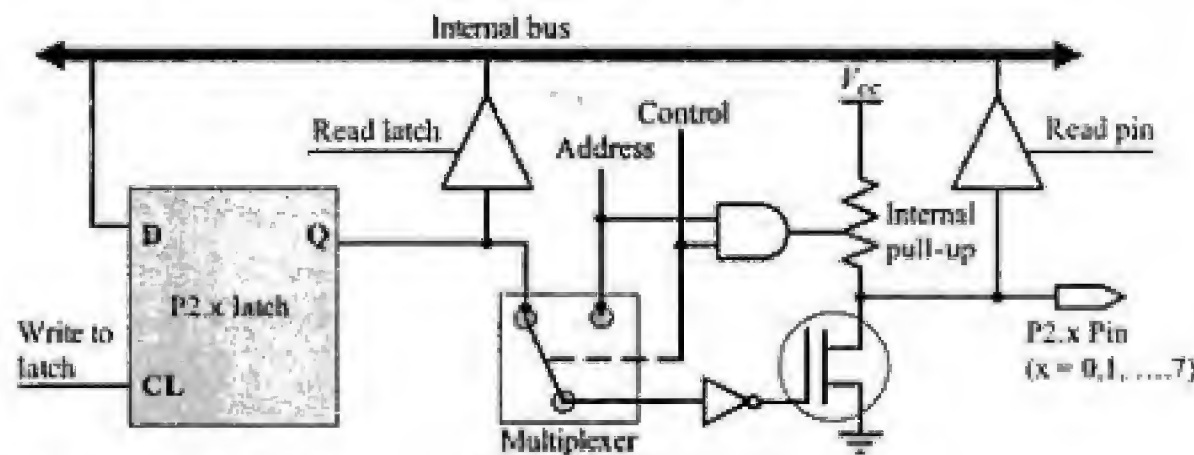 Internal bus
Vcc
Read latch
Control
Address
Read pin
D
Q
Internal
pull-up
P2.x latch
Write to
latch
CL
P2.x Pin
(x = 0,1, .....7)
Multiplexer